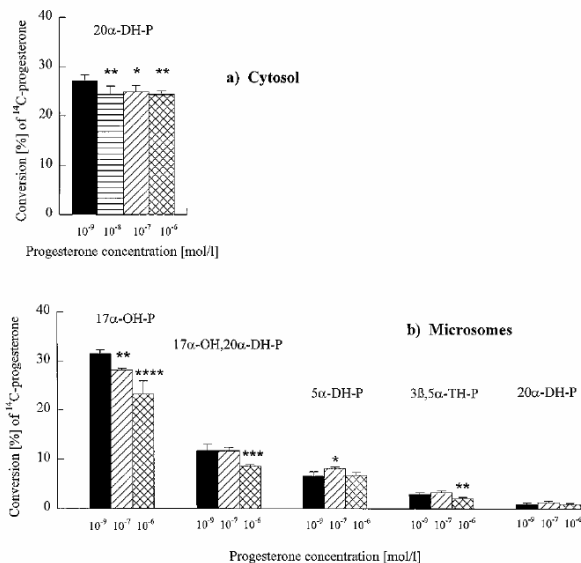 20α-DH-P
** * **
a) Cytosol
Conversion [%] of ¹⁴C-progesterone
40
30
20
10
0
10⁻⁹ 10⁻⁸ 10⁻⁷ 10⁻⁶
Progesterone concentration [mol/l]
b) Microsomes
Conversion [%] of ¹⁴C-progesterone
40
30
20
10
0
17α-OH-P
** ****
17α-OH,20α-DH-P
***
5α-DH-P
*
3ß,5α-TH-P
**
20α-DH-P
10⁻⁹ 10⁻⁷ 10⁻⁶ 10⁻⁹ 10⁻⁷ 10⁻⁶ 10⁻⁹ 10⁻⁷ 10⁻⁶ 10⁻⁹ 10⁻⁷ 10⁻⁶ 10⁻⁹ 10⁻⁷ 10⁻⁶
Progesterone concentration [mol/l]